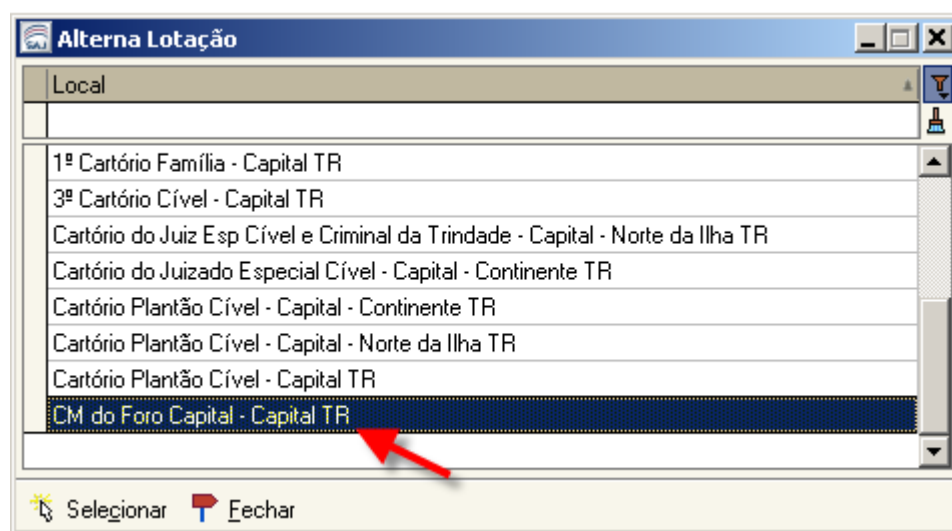 SAJ Alterna Lotação
Local
1º Cartório Família - Capital TR
3º Cartório Cível - Capital TR
Cartório do Juiz Esp Cível e Criminal da Trindade - Capital - Norte da Ilha TR
Cartório do Juizado Especial Cível - Capital - Continente TR
Cartório Plantão Cível - Capital - Continente TR
Cartório Plantão Cível - Capital - Norte da Ilha TR
Cartório Plantão Cível - Capital TR
CM do Foro Capital - Capital TR
Selecionar Fechar